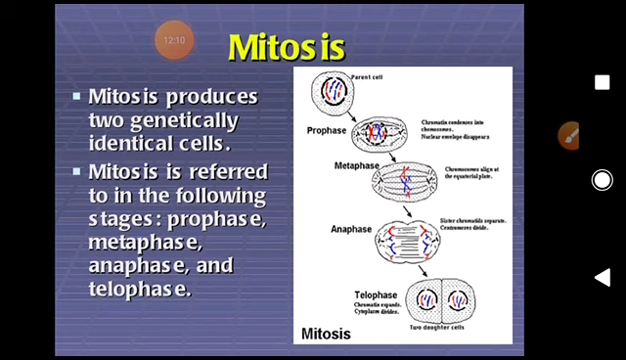 12:10
Mitosis
Mitosis produces
two genetically
identical cells.
Mitosis is referred
to in the following
stages: prophase,
metaphase,
anaphase, and
telophase.
Parent cell
Prophase
Chromatin condenses into
chromosomes.
Nuclear envelope disappears
Metaphase
Chromosomes align at
the equatorial plate.
Anaphase
Sister chromatids separate.
Centromeres divide.
Telophase
Chromatin expands.
Cytoplasm divides.
Two daughter cells
Mitosis